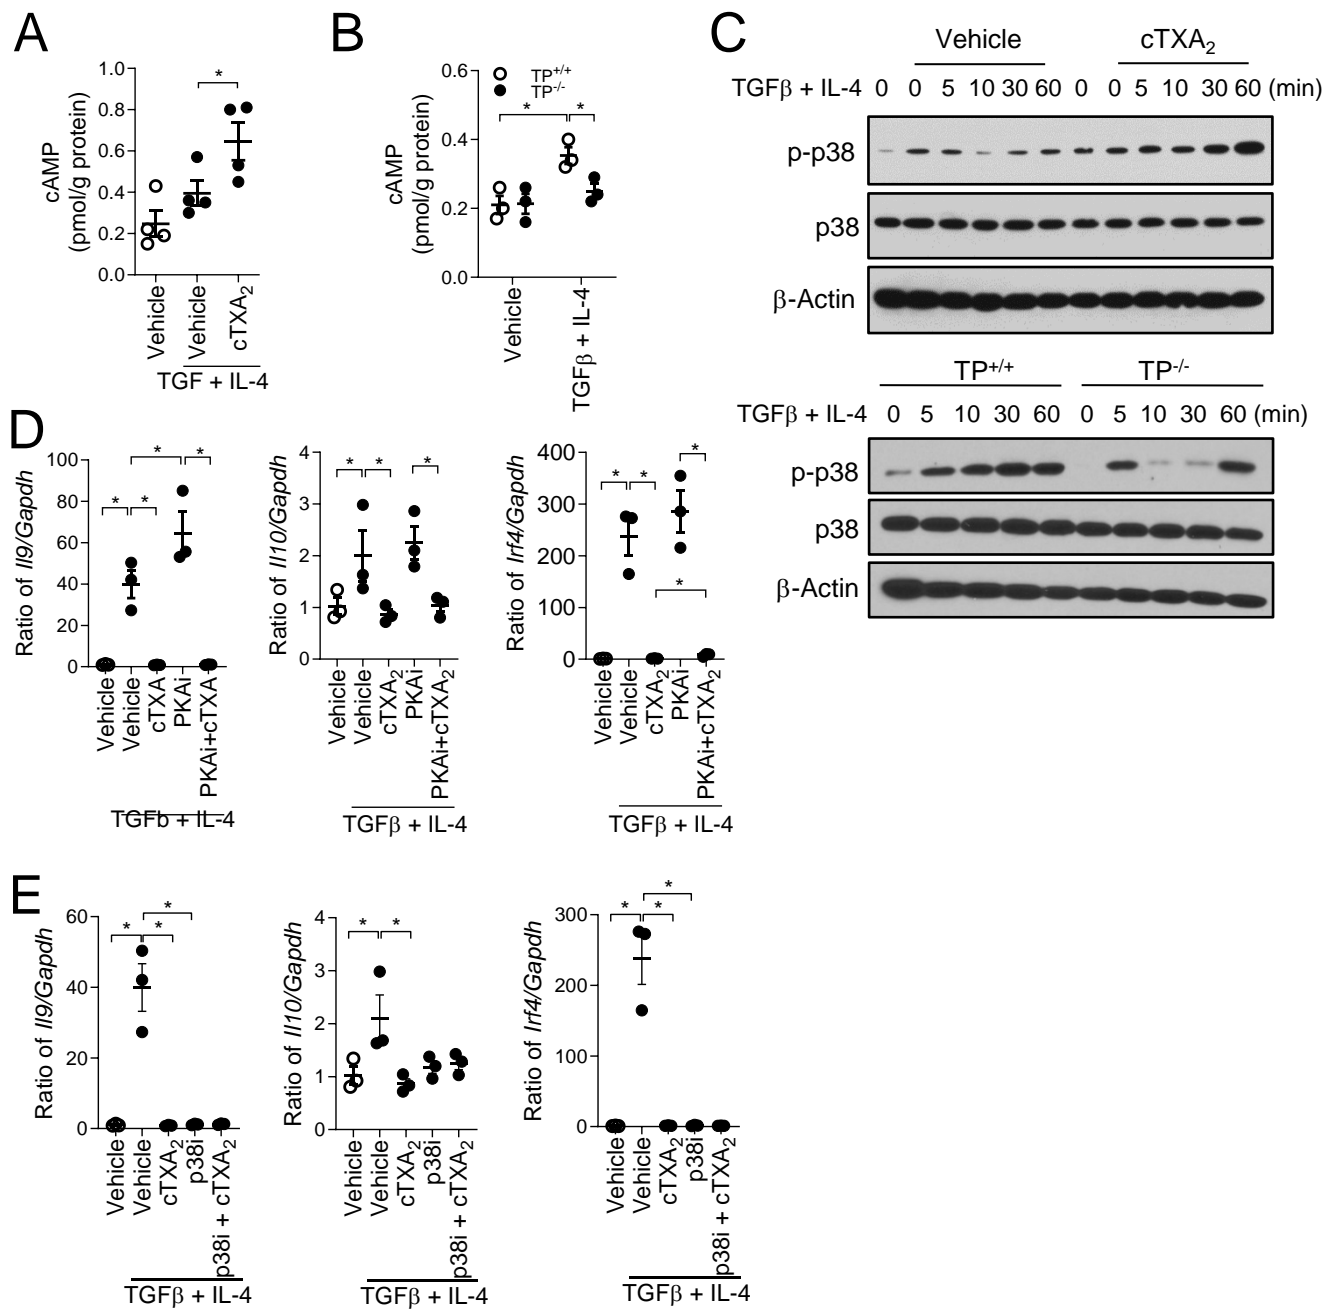 A
cAMP
(pmol/g protein)
1.0
0.8
0.6
0.4
0.2
0.0
*
Vehicle
Vehicle
cTXA2
TGF + IL-4
B
cAMP
(pmol/g protein)
0.6
0.4
0.2
0.0
TP+/+
TP-/-
* *
Vehicle
TGFβ + IL-4
C
Vehicle cTXA2
TGFβ + IL-4 0 0 5 10 30 60 0 0 5 10 30 60 (min)
p-p38
p38
β-Actin
TP+/+ TP-/-
TGFβ + IL-4 0 5 10 30 60 0 5 10 30 60 (min)
p-p38
p38
β-Actin
D
Ratio of Il9/Gapdh
100
80
60
40
20
0
* *
* *
Vehicle
Vehicle
cTXA
PKAi
PKAi+cTXA
TGFb + IL-4
Ratio of Il10/Gapdh
4
3
2
1
0
* * *
Vehicle
Vehicle
cTXA2
PKAi
PKAi+cTXA2
TGFβ + IL-4
Ratio of Irf4/Gapdh
400
300
200
100
0
*
* *
*
Vehicle
Vehicle
cTXA2
PKAi
PKAi+cTXA2
TGFβ + IL-4
E
Ratio of Il9/Gapdh
60
40
20
0
*
* *
Vehicle
Vehicle
cTXA2
p38i
p38i + cTXA2
TGFβ + IL-4
Ratio of Il10/Gapdh
4
3
2
1
0
* *
Vehicle
Vehicle
cTXA2
p38i
p38i + cTXA2
TGFβ + IL-4
Ratio of Irf4/Gapdh
300
200
100
0
*
* *
Vehicle
Vehicle
cTXA2
p38i
p38i + cTXA2
TGFβ + IL-4